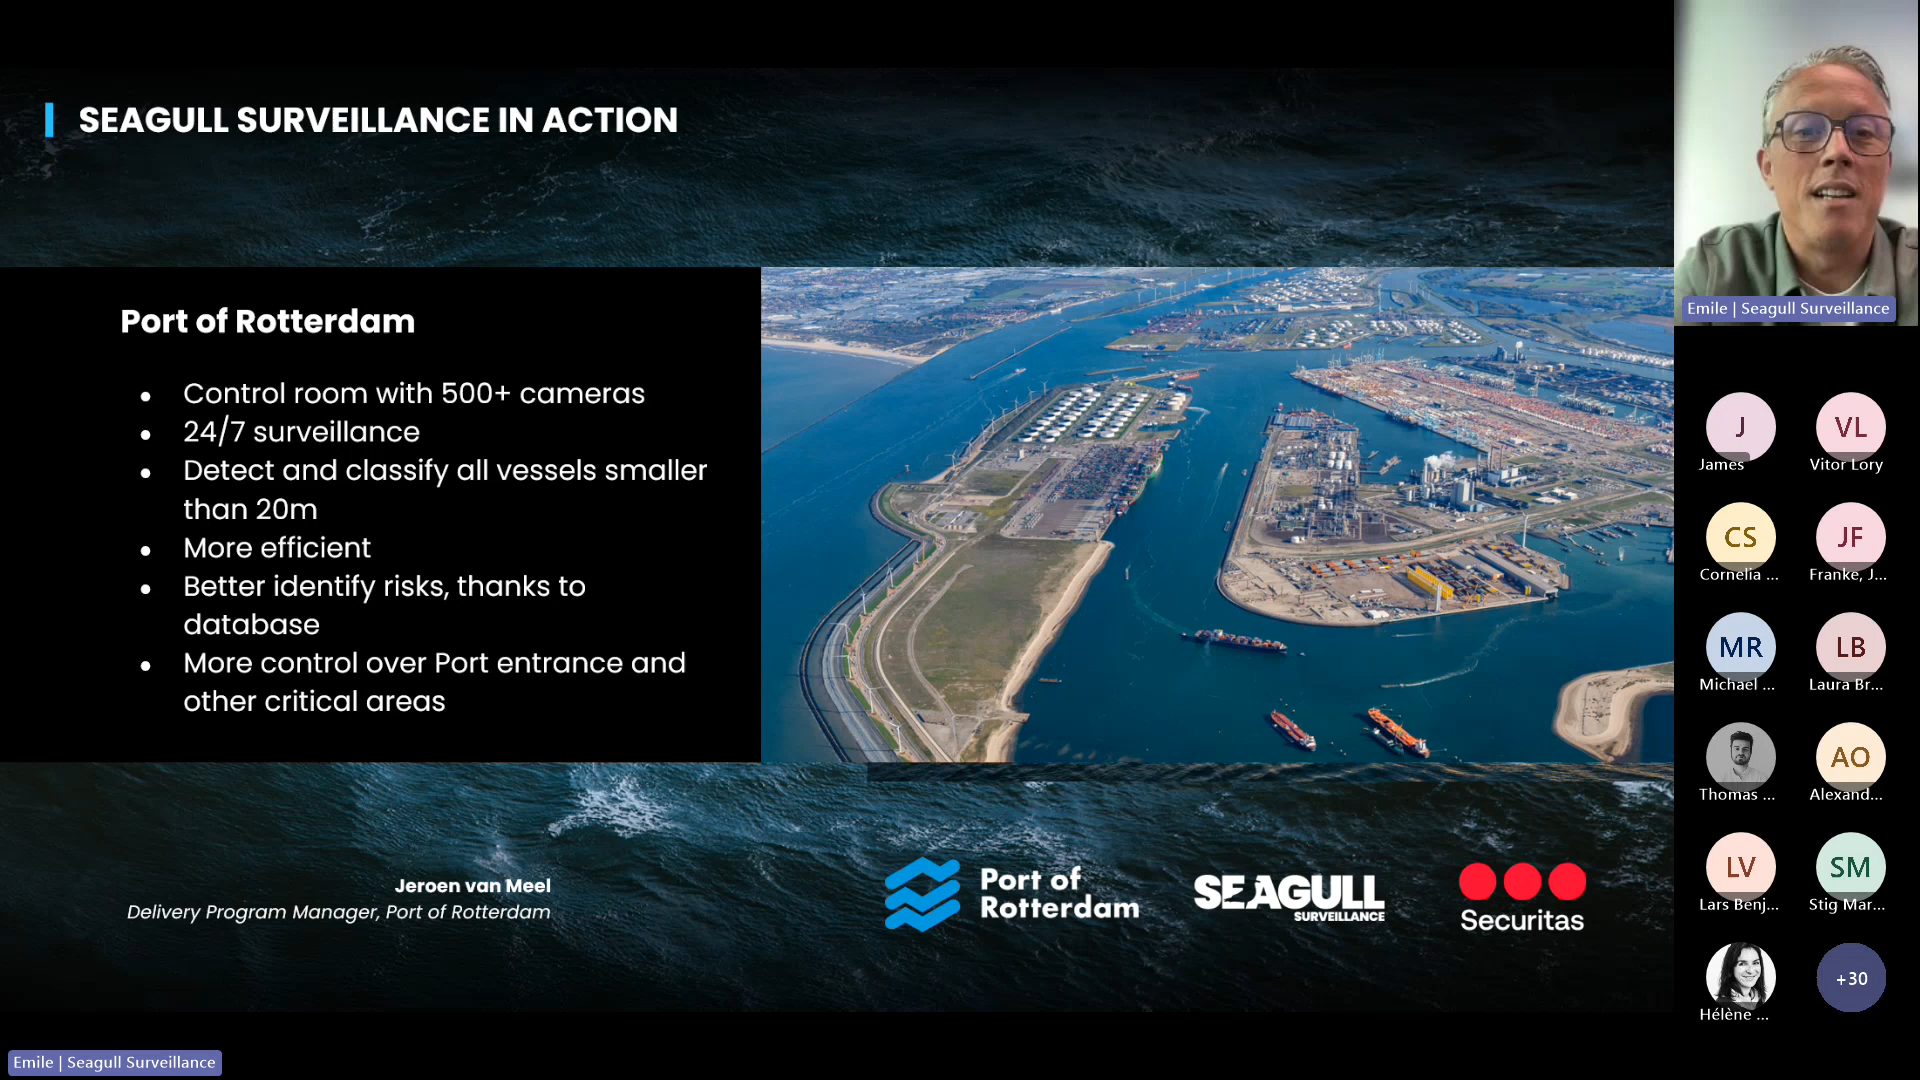 SEAGULL SURVEILLANCE IN ACTION
Port of Rotterdam
● Control room with 500+ cameras
● 24/7 surveillance
● Detect and classify all vessels smaller
than 20m
● More efficient
● Better identify risks, thanks to
database
● More control over Port entrance and
other critical areas
Jeroen van Meel
Delivery Program Manager, Port of Rotterdam
Port of
Rotterdam
SEAGULL
SURVEILLANCE
Securitas
Emile | Seagull Surveillance
J
James
VL
Vitor Lory
CS
Cornelia ...
JF
Franke, J...
MR
Michael ...
LB
Laura Br...
Thomas ...
AO
Alexand...
LV
Lars Benj...
SM
Stig Mar...
Hélène ...
+30
Emile | Seagull Surveillance